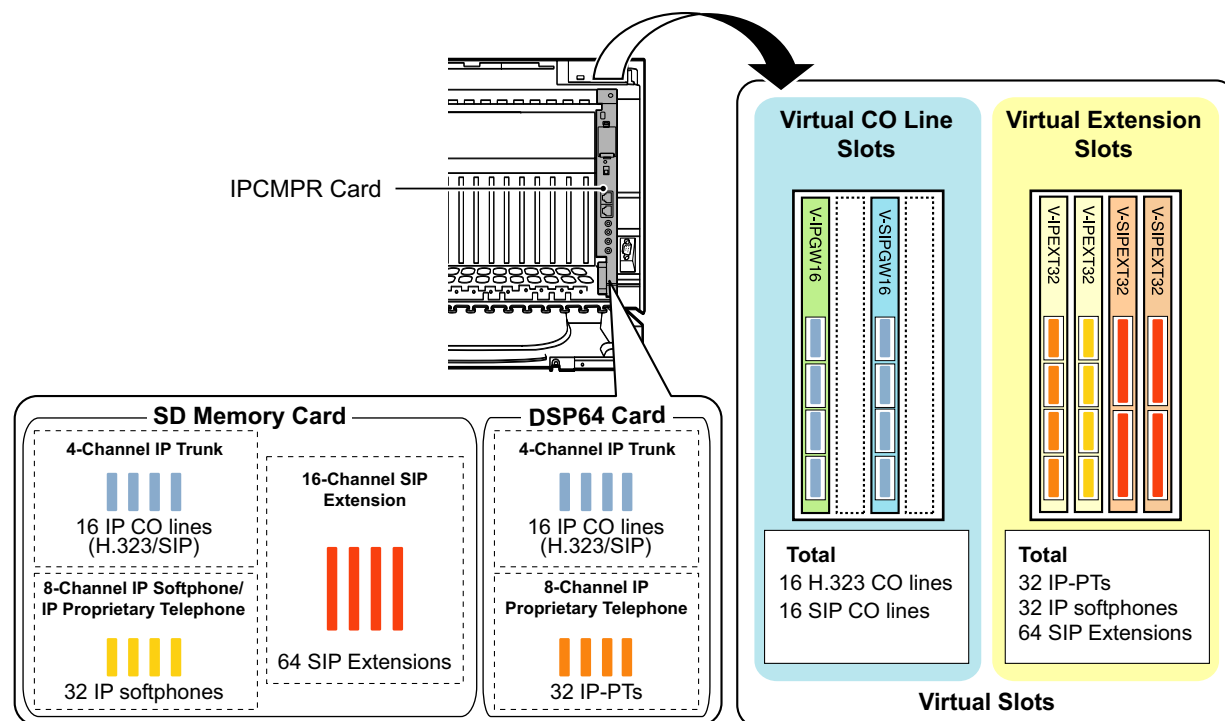 IPCMPR Card
SD Memory Card
4-Channel IP Trunk
16 IP CO lines
(H.323/SIP)
8-Channel IP Softphone/
IP Proprietary Telephone
32 IP softphones
16-Channel SIP
Extension
64 SIP Extensions
DSP64 Card
4-Channel IP Trunk
16 IP CO lines
(H.323/SIP)
8-Channel IP
Proprietary Telephone
32 IP-PTs
Virtual CO Line
Slots
V-IPGW16
V-SIPGW16
Total
16 H.323 CO lines
16 SIP CO lines
Virtual Extension
Slots
V-IPEXT32
V-IPEXT32
V-SIPEXT32
V-SIPEXT32
Total
32 IP-PTs
32 IP softphones
64 SIP Extensions
Virtual Slots